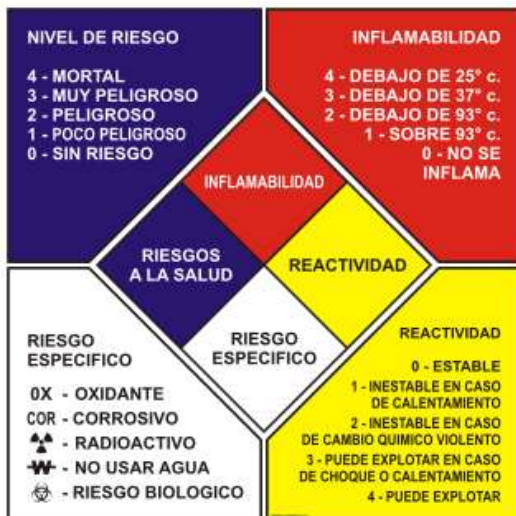 NIVEL DE RIESGO
4 - MORTAL
3 - MUY PELIGROSO
2 - PELIGROSO
1 - POCO PELIGROSO
0 - SIN RIESGO
INFLAMABILIDAD
4 - DEBAJO DE 25° c.
3 - DEBAJO DE 37° c.
2 - DEBAJO DE 93° c.
1 - SOBRE 93° c.
0 - NO SE
INFLAMA
INFLAMABILIDAD
RIESGOS
A LA SALUD
REACTIVIDAD
RIESGO
ESPECIFICO
RIESGO
ESPECIFICO
0X - OXIDANTE
COR - CORROSIVO
- RADIOACTIVO
W - NO USAR AGUA
- RIESGO BIOLOGICO
REACTIVIDAD
0 - ESTABLE
1 - INESTABLE EN CASO
DE CALENTAMIENTO
2 - INESTABLE EN CASO
DE CAMBIO QUIMICO VIOLENTO
3 - PUEDE EXPLOTAR EN CASO
DE CHOQUE O CALENTAMIENTO
4 - PUEDE EXPLOTAR